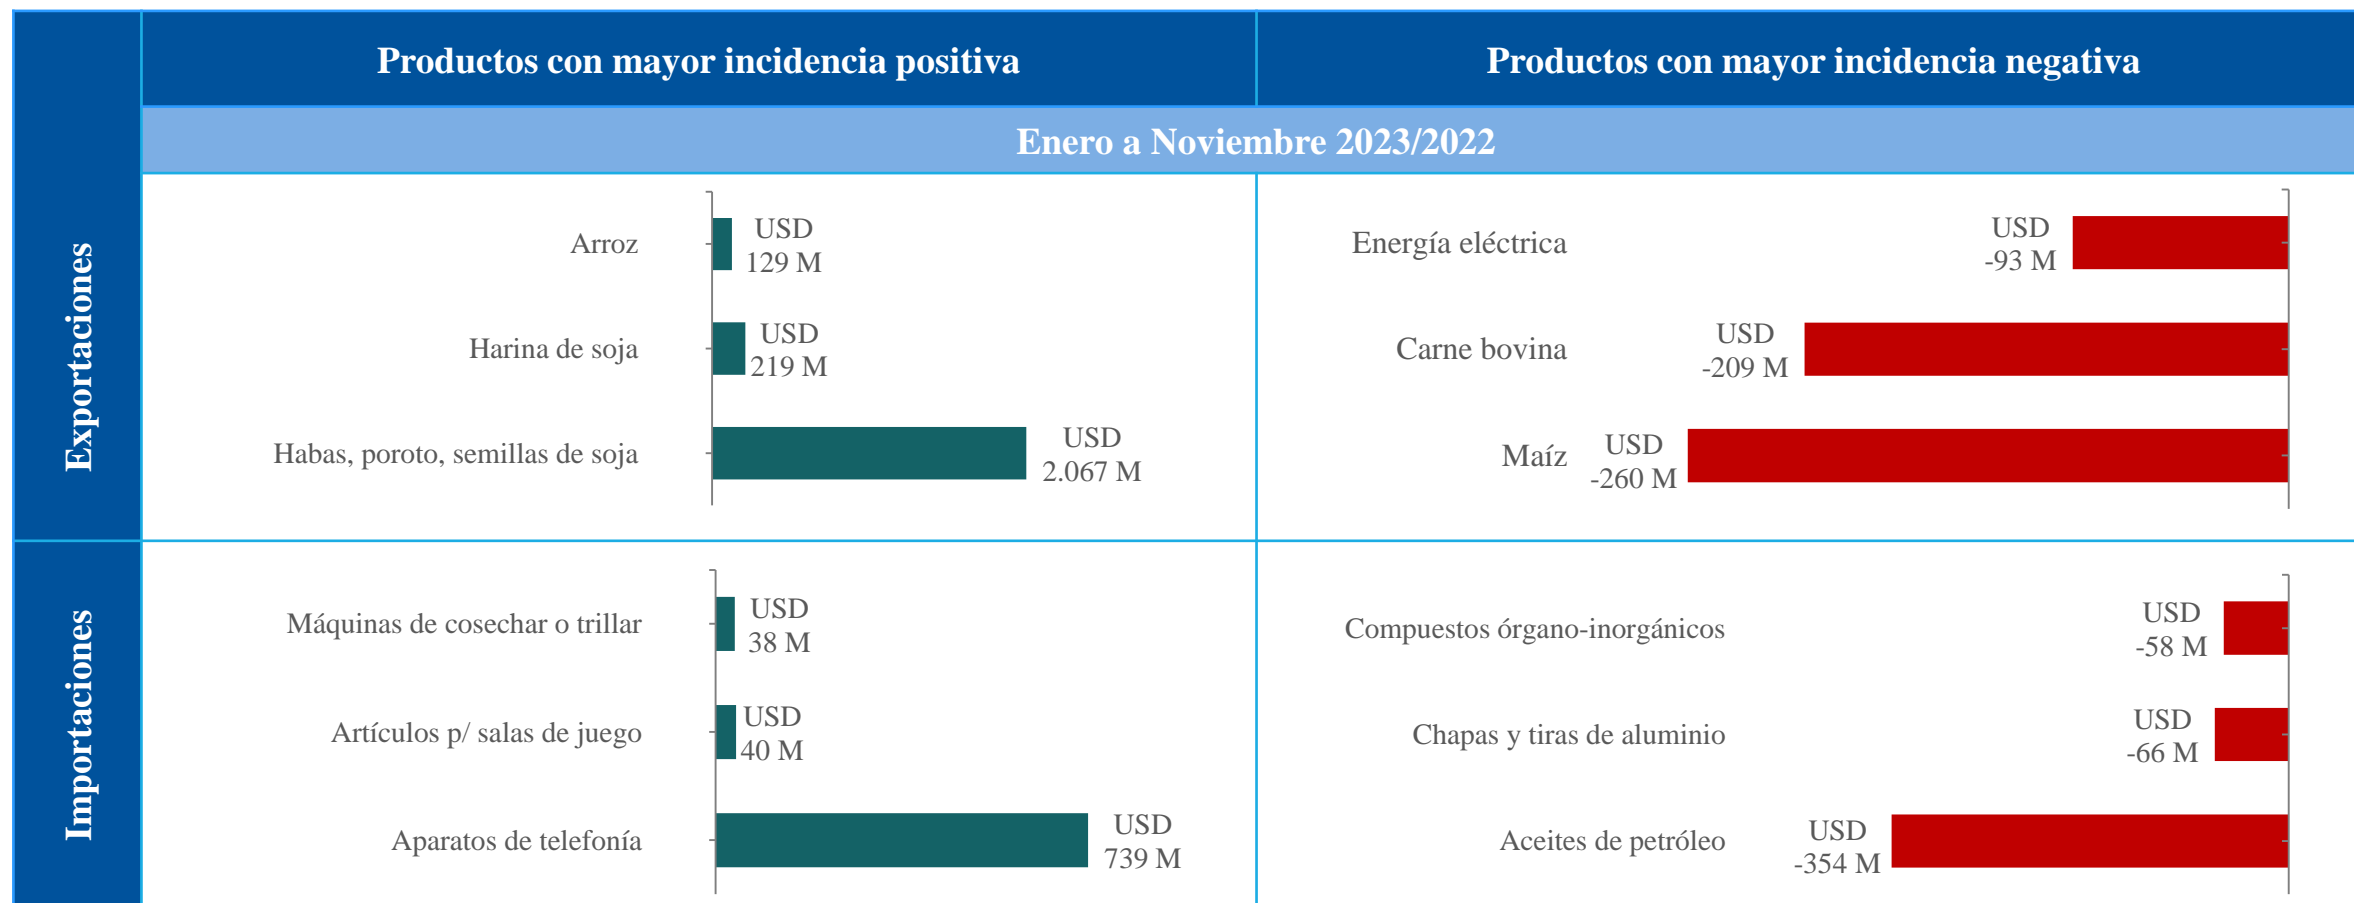 Productos con mayor incidencia positiva
Productos con mayor incidencia negativa
Enero a Noviembre 2023/2022
Exportaciones
Arroz
USD
129 M
Harina de soja
USD
219 M
Habas, poroto, semillas de soja
USD
2.067 M
Energía eléctrica
USD
-93 M
Carne bovina
USD
-209 M
Maíz
USD
-260 M
Importaciones
Máquinas de cosechar o trillar
USD
38 M
Artículos p/ salas de juego
USD
40 M
Aparatos de telefonía
USD
739 M
Compuestos órgano-inorgánicos
USD
-58 M
Chapas y tiras de aluminio
USD
-66 M
Aceites de petróleo
USD
-354 M